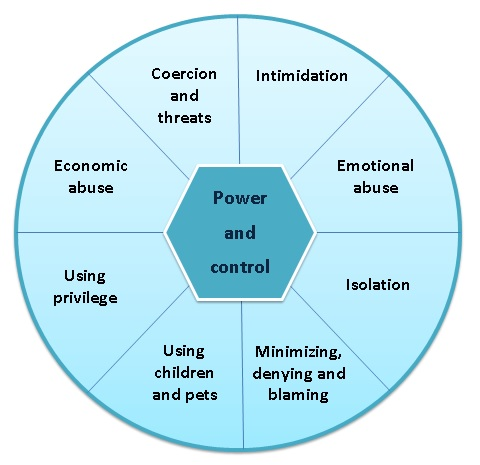 Coercion
and
threats
Intimidation
Economic
abuse
Emotional
abuse
Power
and
control
Using
privilege
Isolation
Using
children
and pets
Minimizing,
denying and
blaming